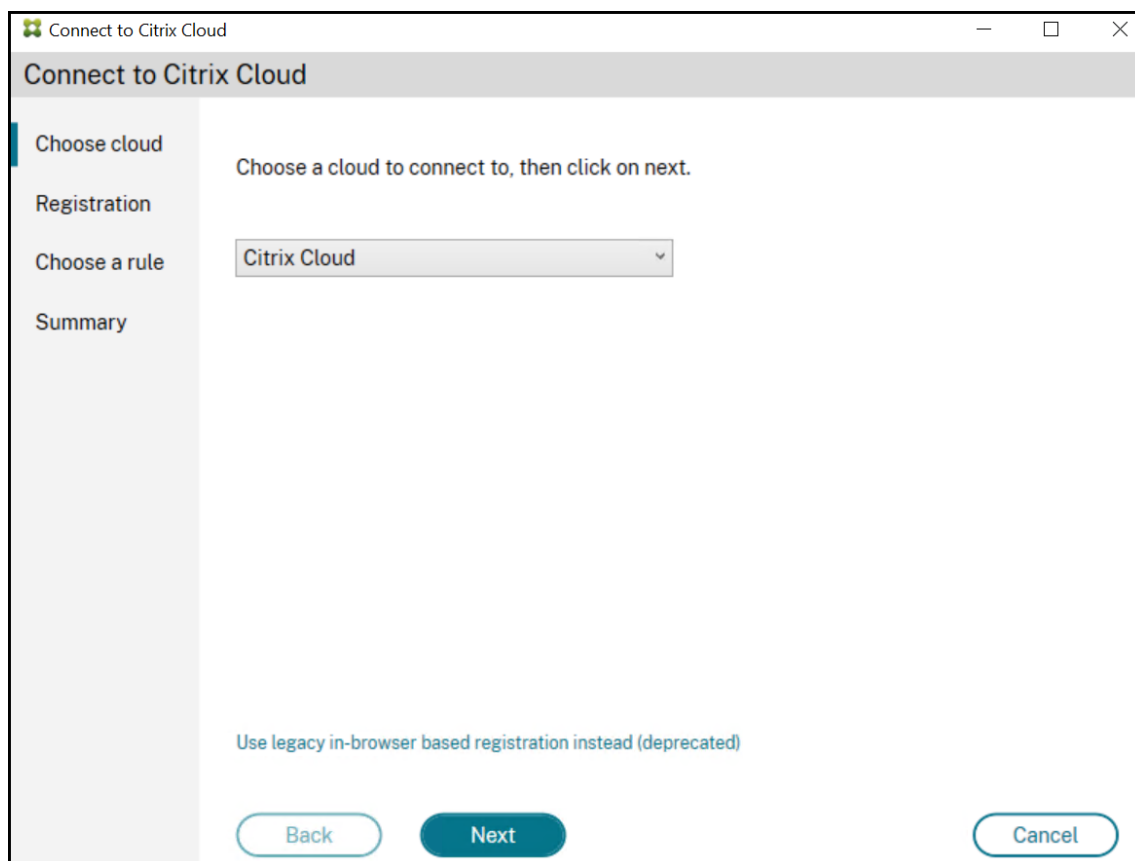 Connect to Citrix Cloud
Connect to Citrix Cloud
Choose cloud
Registration
Choose a rule
Summary
Choose a cloud to connect to, then click on next.
Citrix Cloud
Use legacy in-browser based registration instead (deprecated)
Back
Next
Cancel